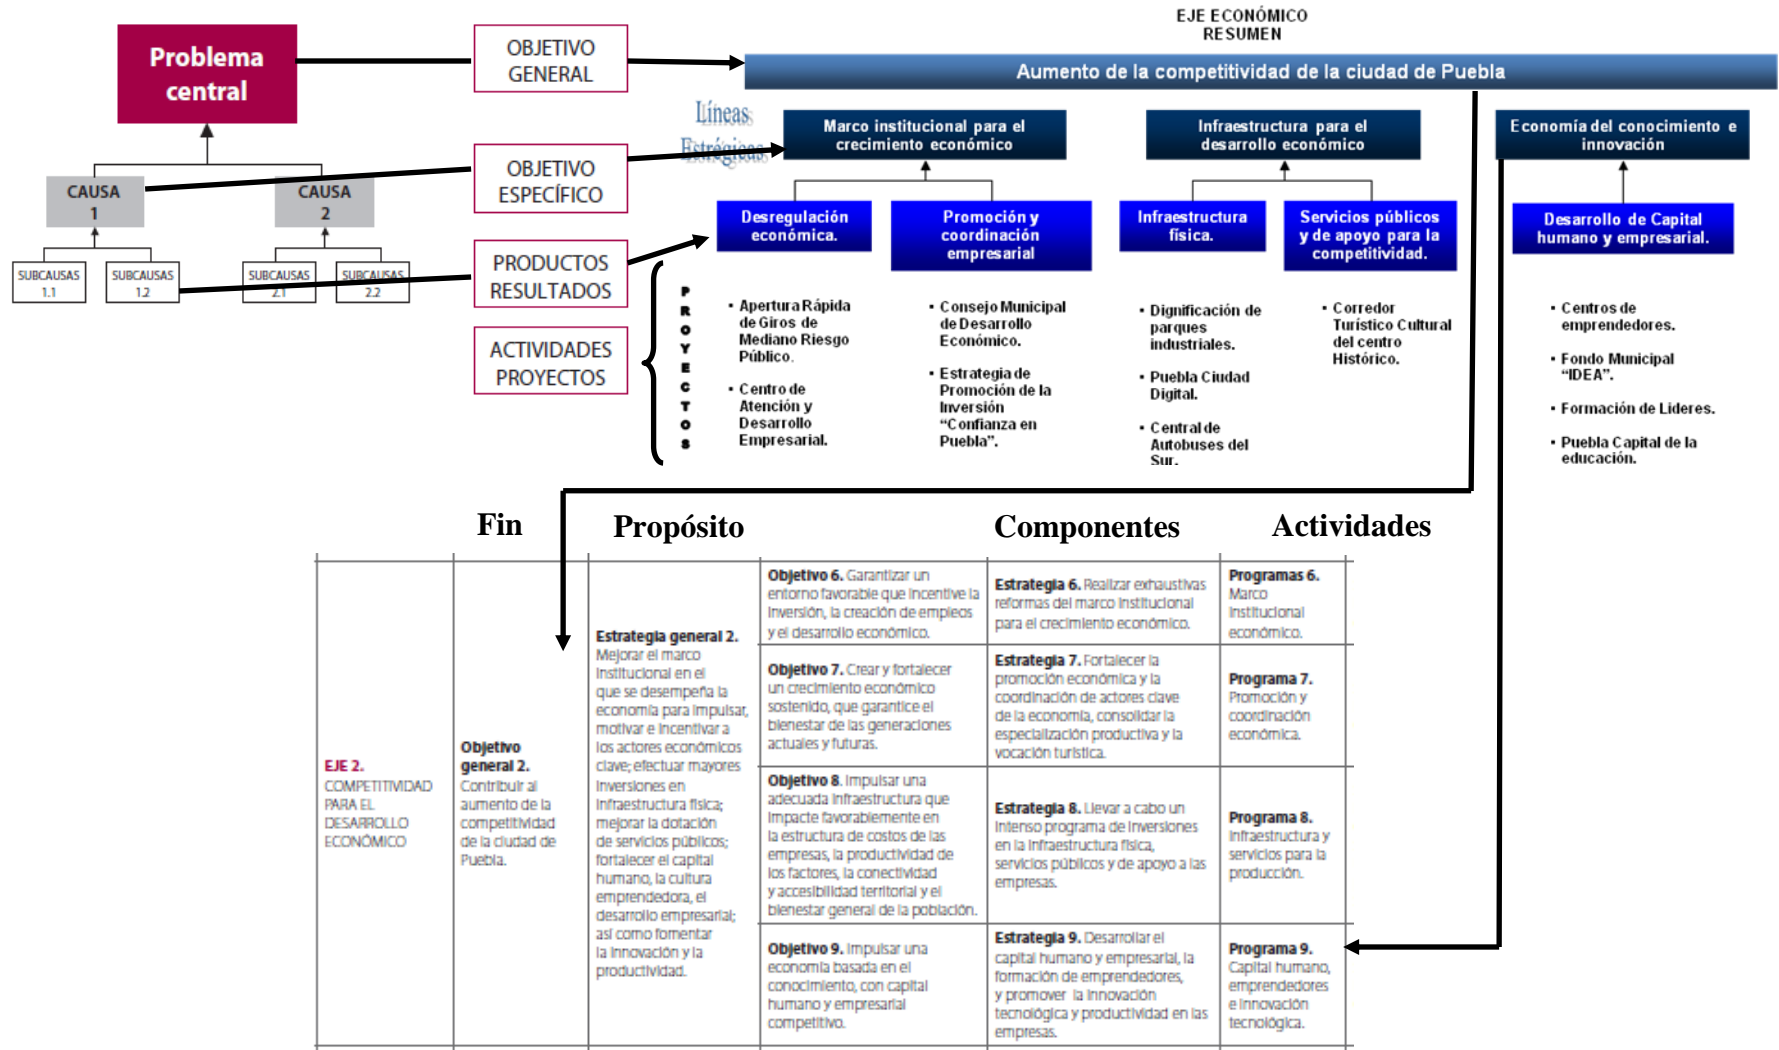 EJE ECONÓMICO
RESUMEN
Problema
central
OBJETIVO
GENERAL
Aumento de la competitividad de la ciudad de Puebla
Líneas
Estrégicas
Marco institucional para el
crecimiento económico
Infraestructura para el
desarrollo económico
Economía del conocimiento e
innovación
CAUSA
1
CAUSA
2
OBJETIVO
ESPECÍFICO
Desregulación
económica.
Promoción y
coordinación
empresarial
Infraestructura
física.
Servicios públicos
y de apoyo para la
competitividad.
Desarrollo de Capital
humano y empresarial.
SUBCAUSAS
1.1
SUBCAUSAS
1.2
SUBCAUSAS
2.1
SUBCAUSAS
2.2
PRODUCTOS
RESULTADOS
ACTIVIDADES
PROYECTOS
P
R
O
Y
E
C
T
O
S
▪ Apertura Rápida
de Giros de
Mediano Riesgo
Público.
▪ Centro de
Atención y
Desarrollo
Empresarial.
▪ Consejo Municipal
de Desarrollo
Económico.
▪ Estrategia de
Promoción de la
Inversión
“Confianza en
Puebla”.
▪ Dignificación de
parques
industriales.
▪ Puebla Ciudad
Digital.
▪ Central de
Autobuses del
Sur.
▪ Corredor
Turístico Cultural
del centro
Histórico.
▪ Centros de
emprendedores.
▪ Fondo Municipal
“IDEA”.
▪ Formación de Lideres.
▪ Puebla Capital de la
educación.
Fin
Propósito
Componentes
Actividades
EJE 2.
COMPETITIVIDAD
PARA EL
DESARROLLO
ECONÓMICO
Objetivo
general 2.
Contribuir al
aumento de la
competitividad
de la ciudad de
Puebla.
Estrategia general 2.
Mejorar el marco
institucional en el
que se desempeña la
economía para impulsar,
motivar e incentivar a
los actores económicos
clave; efectuar mayores
inversiones en
infraestructura física;
mejorar la dotación
de servicios públicos;
fortalecer el capital
humano, la cultura
emprendedora, el
desarrollo empresarial;
así como fomentar
la innovación y la
productividad.
Objetivo 6. Garantizar un
entorno favorable que incentive la
inversión, la creación de empleos
y el desarrollo económico.
Estrategia 6. Realizar exhaustivas
reformas del marco institucional
para el crecimiento económico.
Programas 6.
Marco
institucional
económico.
Objetivo 7. Crear y fortalecer
un crecimiento económico
sostenido, que garantice el
bienestar de las generaciones
actuales y futuras.
Estrategia 7. Fortalecer la
promoción económica y la
coordinación de actores clave
de la economía, consolidar la
especialización productiva y la
vocación turística.
Programa 7.
Promoción y
coordinación
económica.
Objetivo 8. Impulsar una
adecuada infraestructura que
impacte favorablemente en
la estructura de costos de las
empresas, la productividad de
los factores, la conectividad
y accesibilidad territorial y el
bienestar general de la población.
Estrategia 8. Llevar a cabo un
intenso programa de inversiones
en la infraestructura física,
servicios públicos y de apoyo a las
empresas.
Programa 8.
Infraestructura y
servicios para la
producción.
Objetivo 9. Impulsar una
economía basada en el
conocimiento, con capital
humano y empresarial
competitivo.
Estrategia 9. Desarrollar el
capital humano y empresarial, la
formación de emprendedores,
y promover la innovación
tecnológica y productividad en las
empresas.
Programa 9.
Capital humano,
emprendedores
e innovación
tecnológica.